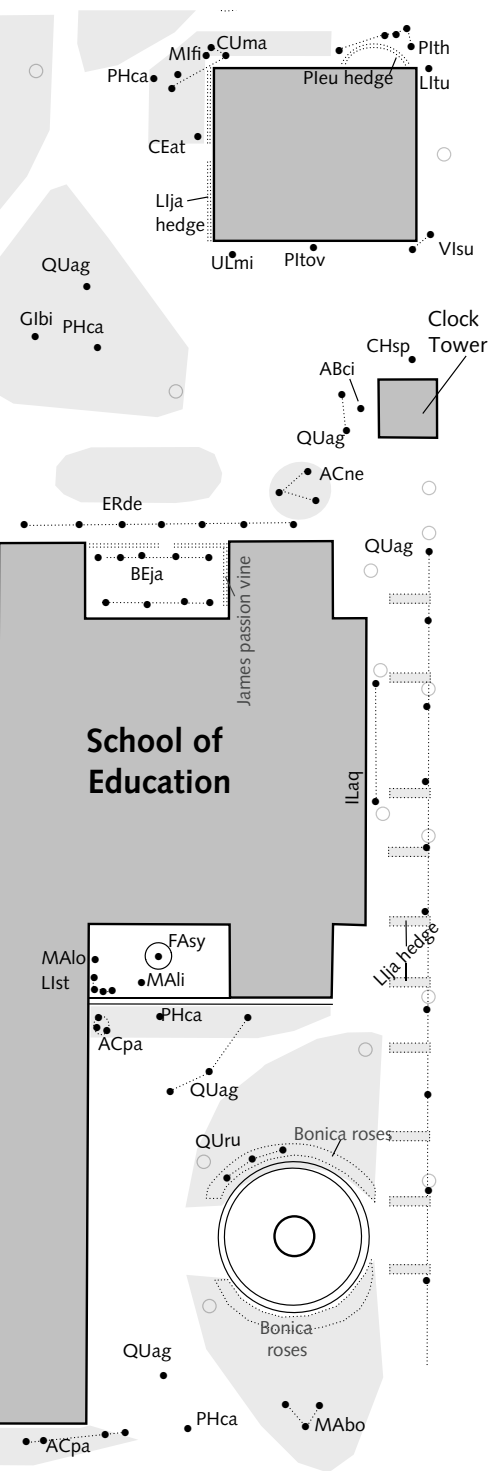 CUma
MIfi
PIth
PHca
PIeu hedge
LItu
CEat
LIja
hedge
ULmi
PItov
VIsu
QUag
GIbi
PHca
Clock
Tower
CHsp
ABci
QUag
ACne
ERde
QUag
BEja
James passion vine
School of
Education
ILaq
FAsy
MAlo
LIst
MAli
LIja hedge
PHca
ACpa
QUag
QUru
Bonica roses
Bonica
roses
QUag
PHca
MAbo
ACpa